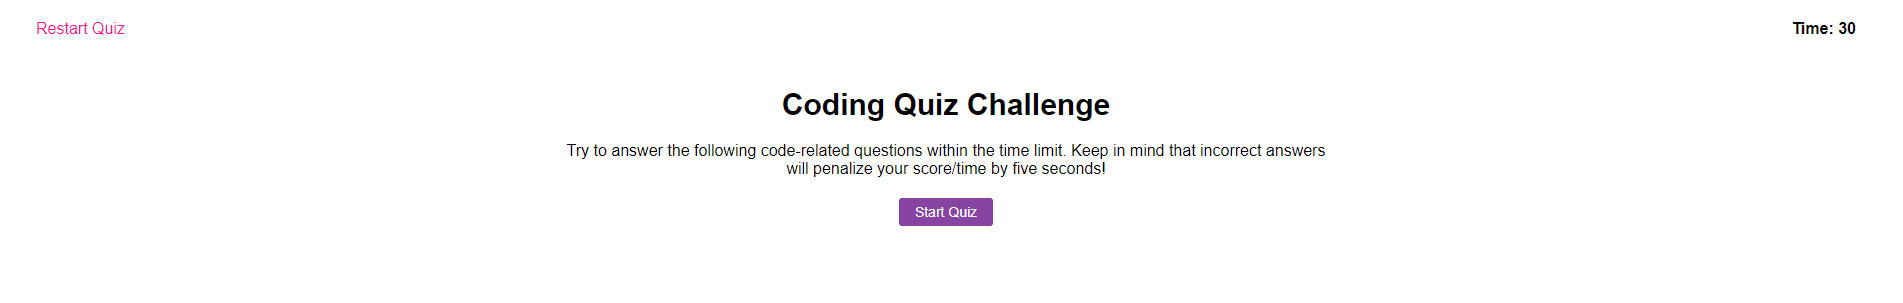 Restart Quiz
Time: 30
Coding Quiz Challenge
Try to answer the following code-related questions within the time limit. Keep in mind that incorrect answers
will penalize your score/time by five seconds!
Start Quiz